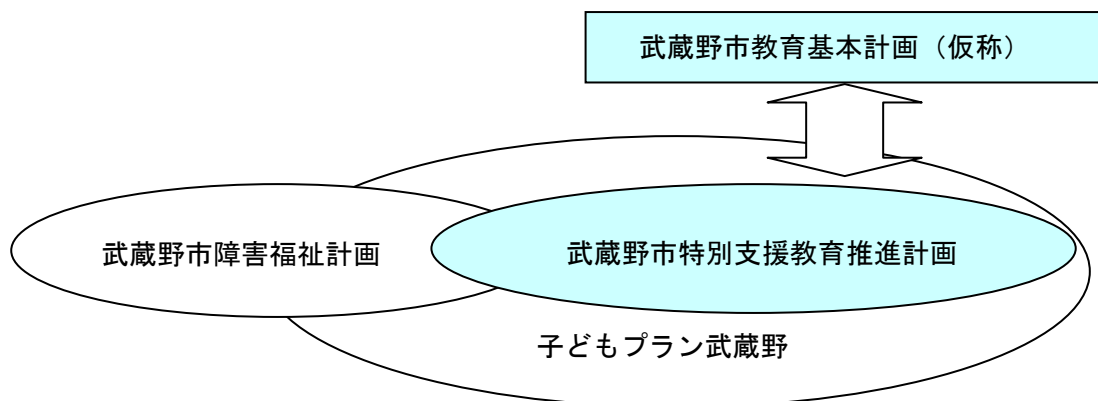 武蔵野市教育基本計画（仮称）
武蔵野市障害福祉計画
武蔵野市特別支援教育推進計画
子どもプラン武蔵野